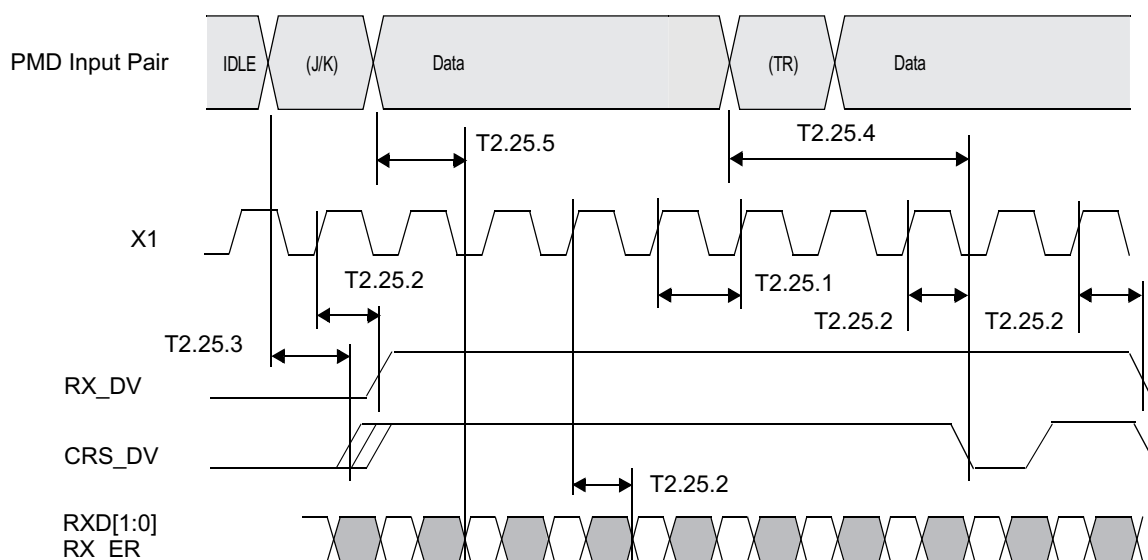 PMD Input Pair
IDLE
(J/K)
Data
(TR)
Data
T2.25.5
T2.25.4
X1
T2.25.2
T2.25.1
T2.25.2
T2.25.2
T2.25.3
RX_DV
CRS_DV
T2.25.2
RXD[1:0]
RX_ER